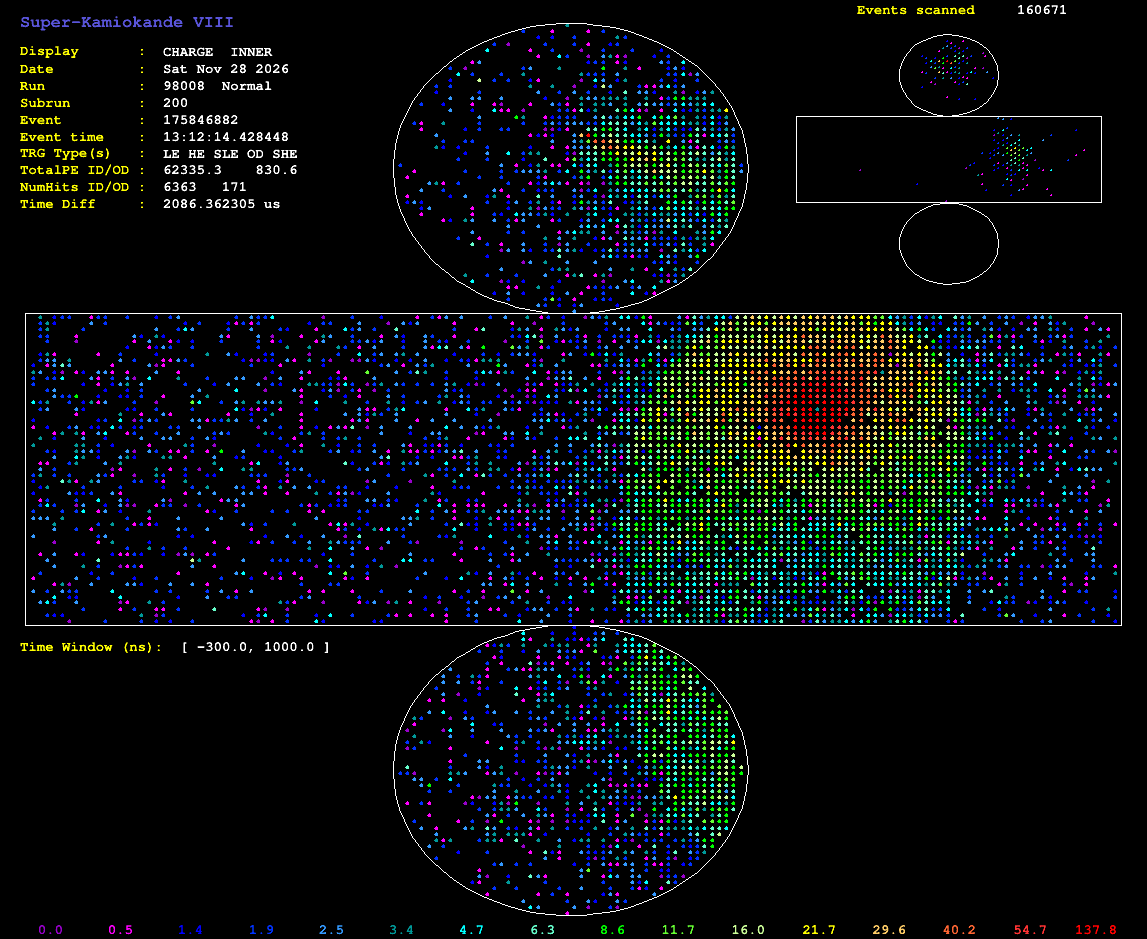 Super-Kamiokande VIII
Events scanned 160671
Display : CHARGE INNER
Date : Sat Nov 28 2026
Run : 98008 Normal
Subrun : 200
Event : 175846882
Event time : 13:12:14.428448
TRG Type(s) : LE HE SLE OD SHE
TotalPE ID/OD : 62335.3 830.6
NumHits ID/OD : 6363 171
Time Diff : 2086.362305 us
Time Window (ns): [ -300.0, 1000.0 ]
0.0 0.5 1.4 1.9 2.5 3.4 4.7 6.3 8.6 11.7 16.0 21.7 29.6 40.2 54.7 137.8